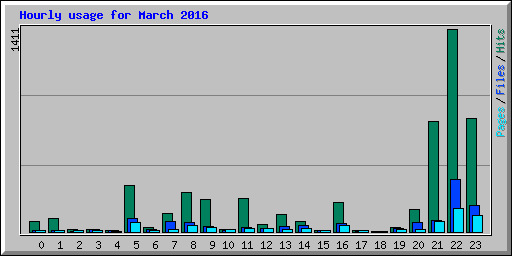 Hourly usage for March 2016
1411
Pages/Files/Hits
0 1 2 3 4 5 6 7 8 9 10 11 12 13 14 15 16 17 18 19 20 21 22 23